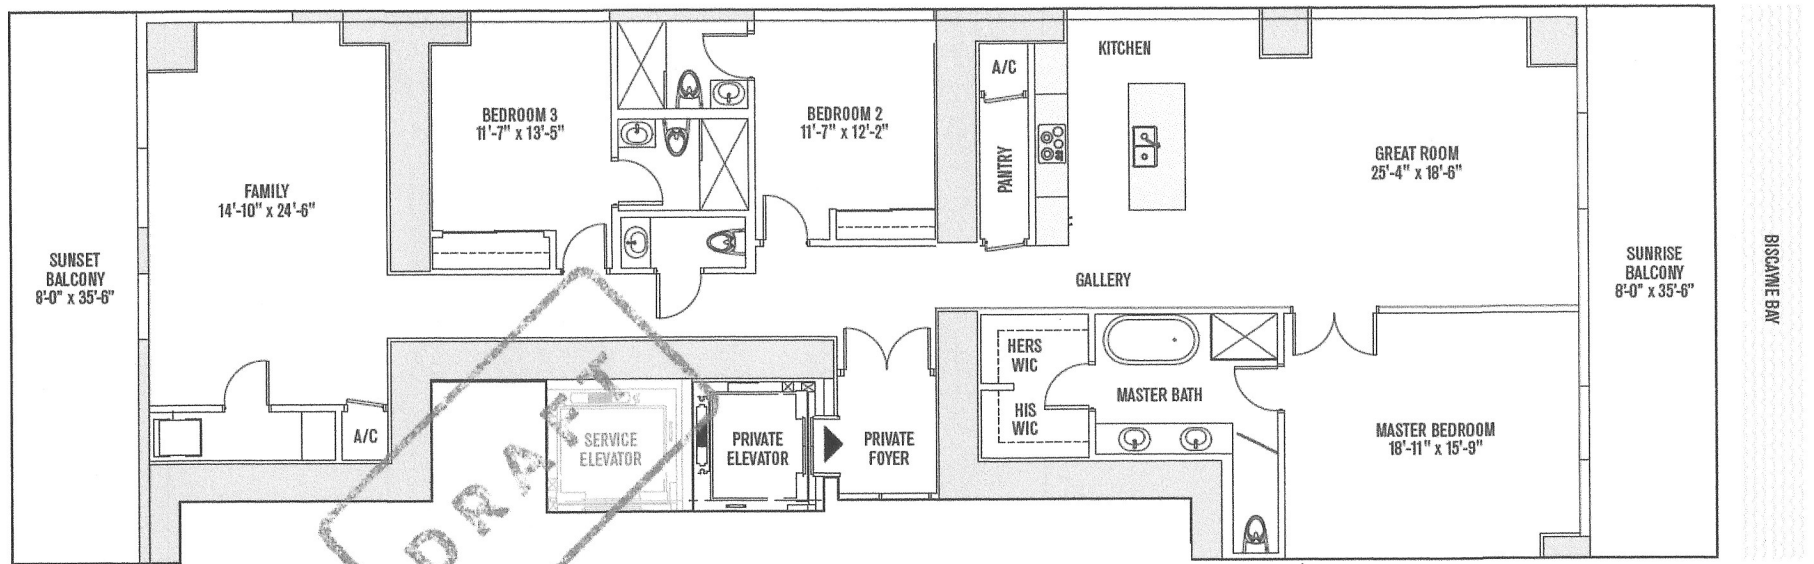 SUNSET
BALCONY
8'-0" x 35'-6"
FAMILY
14'-10" x 24'-6"
A/C
BEDROOM 3
11'-7" x 13'-5"
BEDROOM 2
11'-7" x 12'-2"
A/C
PANTRY
KITCHEN
GREAT ROOM
25'-4" x 18'-6"
GALLERY
SUNRISE
BALCONY
8'-0" x 35'-6"
BISCAYNE BAY
HERS
WIC
HIS
WIC
MASTER BATH
MASTER BEDROOM
18'-11" x 15'-9"
SERVICE
ELEVATOR
PRIVATE
ELEVATOR
PRIVATE
FOYER
DRAFT